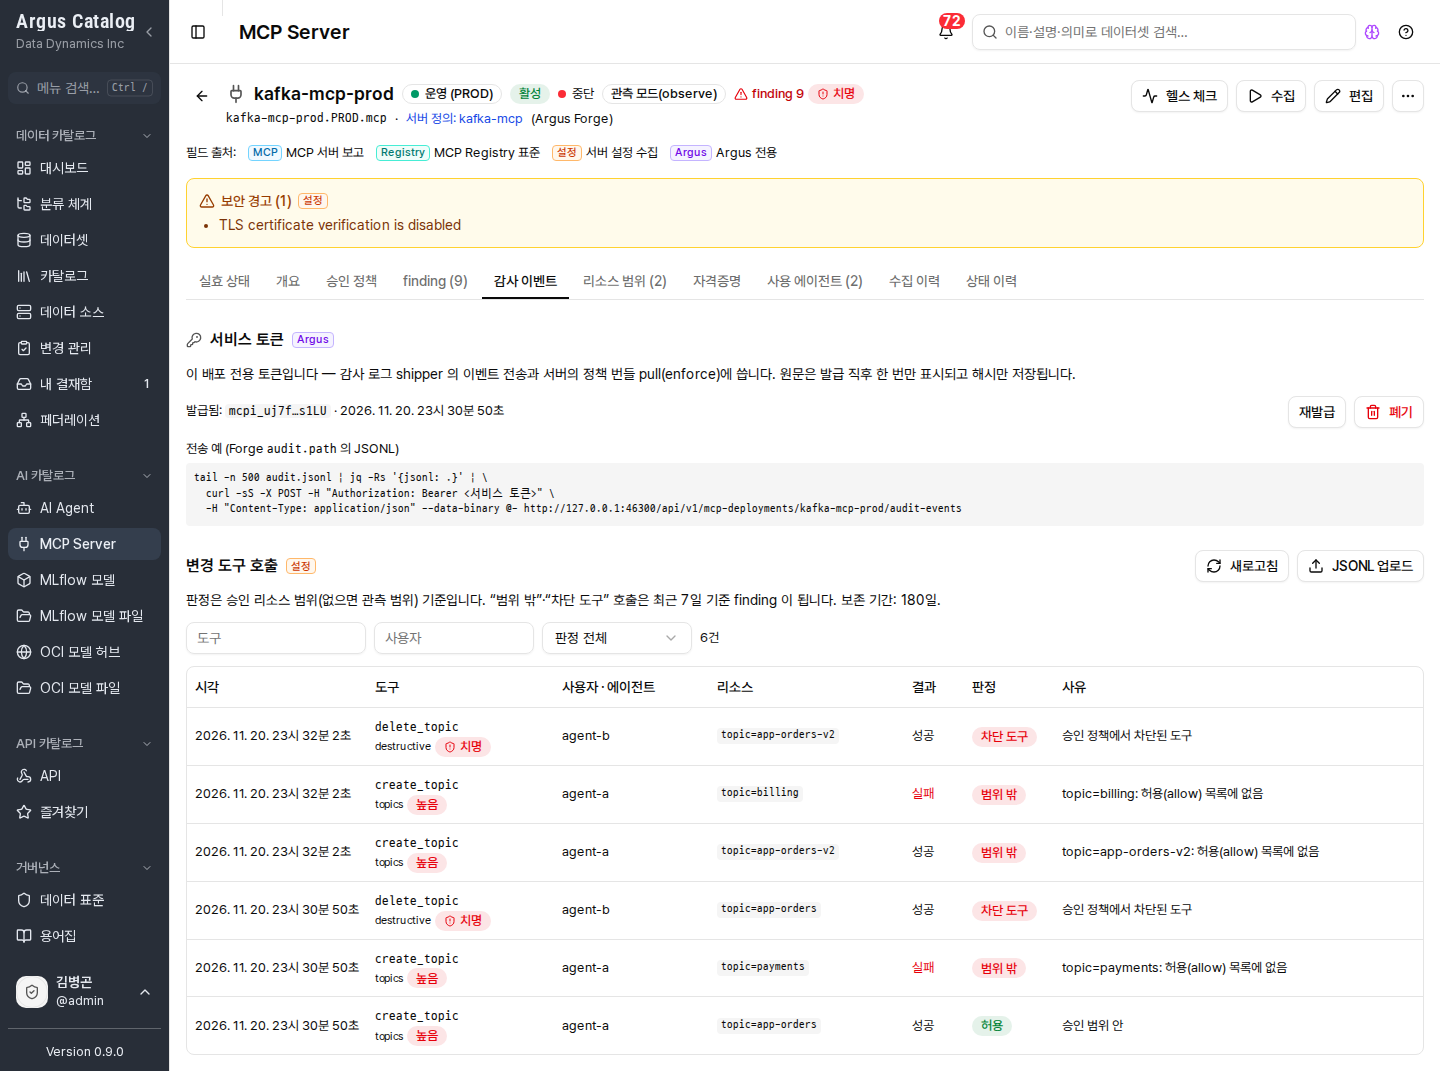 Argus Catalog
Data Dynamics Inc
메뉴 검색... Ctrl /
데이터 카탈로그
대시보드
분류 체계
데이터셋
카탈로그
데이터 소스
변경 관리
내 결재함 1
페더레이션
AI 카탈로그
AI Agent
MCP Server
MLflow 모델
MLflow 모델 파일
OCI 모델 허브
OCI 모델 파일
API 카탈로그
API
즐겨찾기
거버넌스
데이터 표준
용어집
김병곤
@admin
Version 0.9.0
MCP Server
72
이름·설명·의미로 데이터셋 검색...
kafka-mcp-prod 운영 (PROD) 활성 중단 관측 모드(observe) finding 9 치명
kafka-mcp-prod.PROD.mcp · 서버 정의: kafka-mcp (Argus Forge)
헬스 체크 수집 편집
필드 출처: MCP MCP 서버 보고 Registry MCP Registry 표준 설정 서버 설정 수집 Argus Argus 전용
보안 경고 (1) 설정
• TLS certificate verification is disabled
실효 상태 개요 승인 정책 finding (9) 감사 이벤트 리소스 범위 (2) 자격증명 사용 에이전트 (2) 수집 이력 상태 이력
서비스 토큰 Argus
이 배포 전용 토큰입니다 — 감사 로그 shipper 의 이벤트 전송과 서버의 정책 번들 pull(enforce)에 씁니다. 원문은 발급 직후 한 번만 표시되고 해시만 저장됩니다.
발급됨: mcpi_uj7f…s1LU · 2026. 11. 20. 23시 30분 50초
재발급 폐기
전송 예 (Forge audit.path 의 JSONL)
tail -n 500 audit.jsonl | jq -Rs '{jsonl: .}' | \
curl -sS -X POST -H "Authorization: Bearer <서비스 토큰>" \
-H "Content-Type: application/json" --data-binary @- http://127.0.0.1:46300/api/v1/mcp-deployments/kafka-mcp-prod/audit-events
변경 도구 호출 설정
새로고침 JSONL 업로드
판정은 승인 리소스 범위(없으면 관측 범위) 기준입니다. “범위 밖”·“차단 도구” 호출은 최근 7일 기준 finding 이 됩니다. 보존 기간: 180일.
도구 사용자 판정 전체 6건
시각 도구 사용자 · 에이전트 리소스 결과 판정 사유
2026. 11. 20. 23시 32분 2초 delete_topic destructive 치명 agent-b topic=app-orders-v2 성공 차단 도구 승인 정책에서 차단된 도구
2026. 11. 20. 23시 32분 2초 create_topic topics 높음 agent-a topic=billing 실패 범위 밖 topic=billing: 허용(allow) 목록에 없음
2026. 11. 20. 23시 32분 2초 create_topic topics 높음 agent-a topic=app-orders-v2 성공 범위 밖 topic=app-orders-v2: 허용(allow) 목록에 없음
2026. 11. 20. 23시 30분 50초 delete_topic destructive 치명 agent-b topic=app-orders 성공 차단 도구 승인 정책에서 차단된 도구
2026. 11. 20. 23시 30분 50초 create_topic topics 높음 agent-a topic=payments 실패 범위 밖 topic=payments: 허용(allow) 목록에 없음
2026. 11. 20. 23시 30분 50초 create_topic topics 높음 agent-a topic=app-orders 성공 허용 승인 범위 안